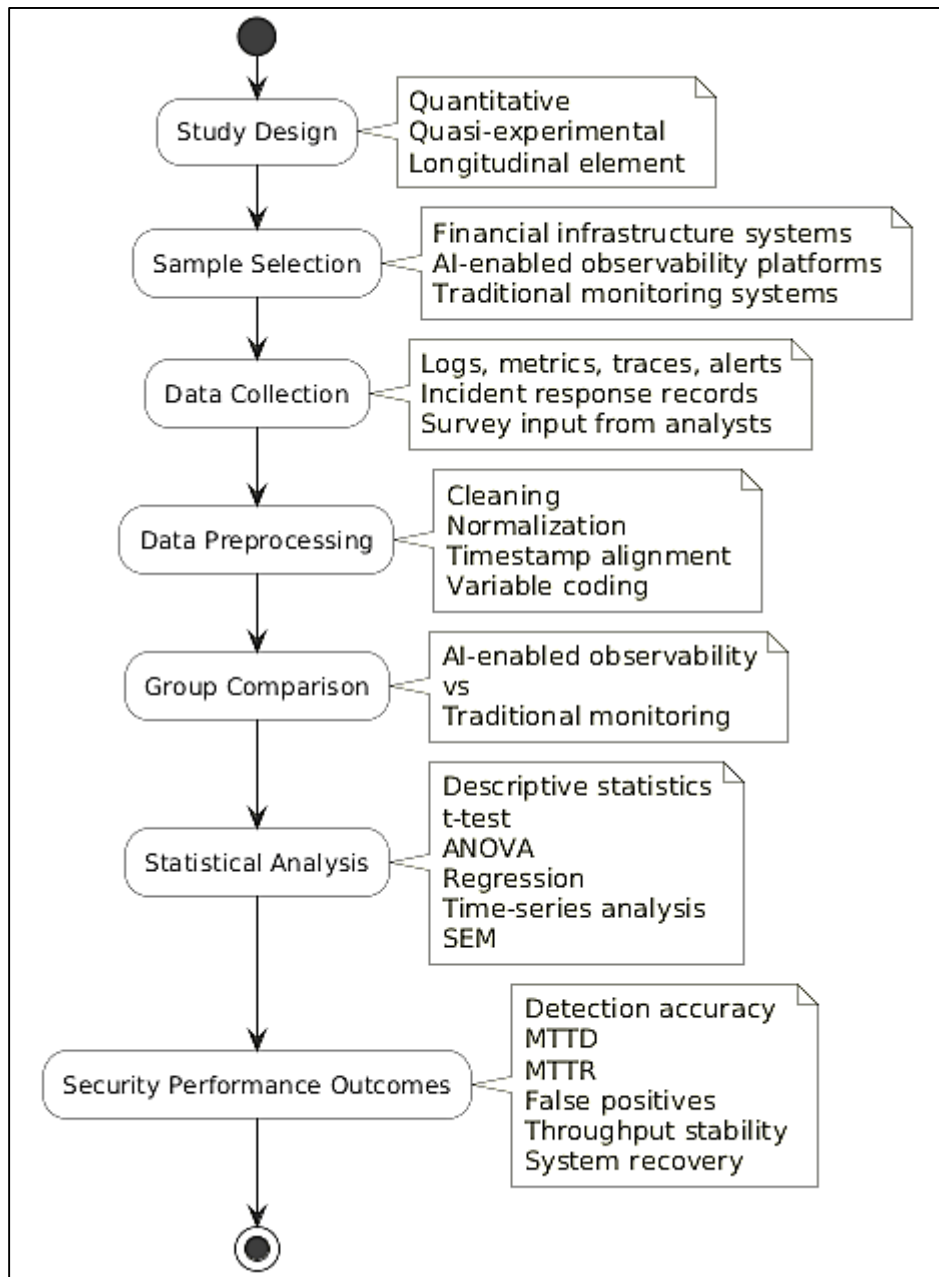 Study Design
Quantitative
Quasi-experimental
Longitudinal element
Sample Selection
Financial infrastructure systems
AI-enabled observability platforms
Traditional monitoring systems
Data Collection
Logs, metrics, traces, alerts
Incident response records
Survey input from analysts
Data Preprocessing
Cleaning
Normalization
Timestamp alignment
Variable coding
Group Comparison
AI-enabled observability
vs
Traditional monitoring
Statistical Analysis
Descriptive statistics
t-test
ANOVA
Regression
Time-series analysis
SEM
Security Performance Outcomes
Detection accuracy
MTTD
MTTR
False positives
Throughput stability
System recovery